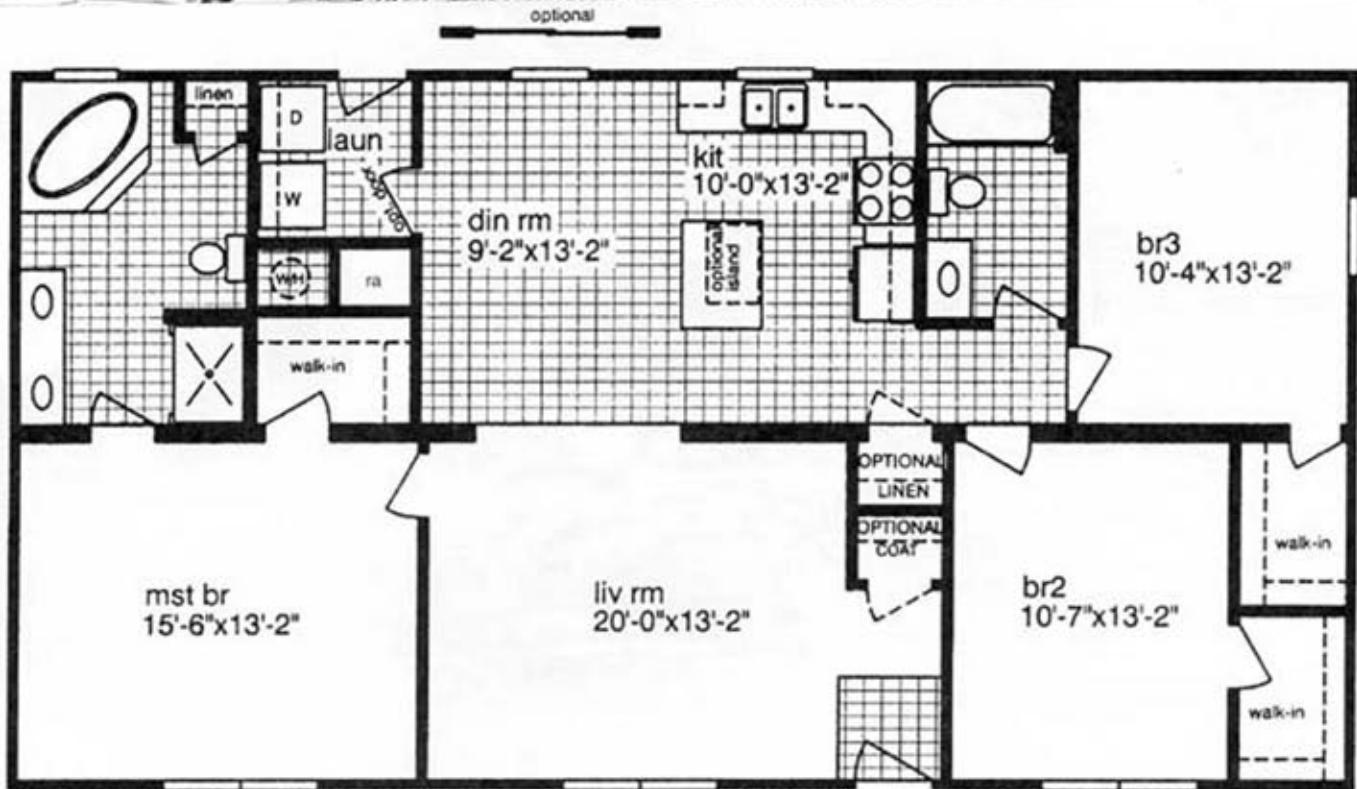 optional
linen
D
laun
W
opt door
W/H
ra
walk-in
din rm
9'-2"x13'-2"
kit
10'-0"x13'-2"
optional
island
br3
10'-4"x13'-2"
mst br
15'-6"x13'-2"
liv rm
20'-0"x13'-2"
OPTIONAL
LINEN
OPTIONAL
COAT
br2
10'-7"x13'-2"
walk-in
walk-in